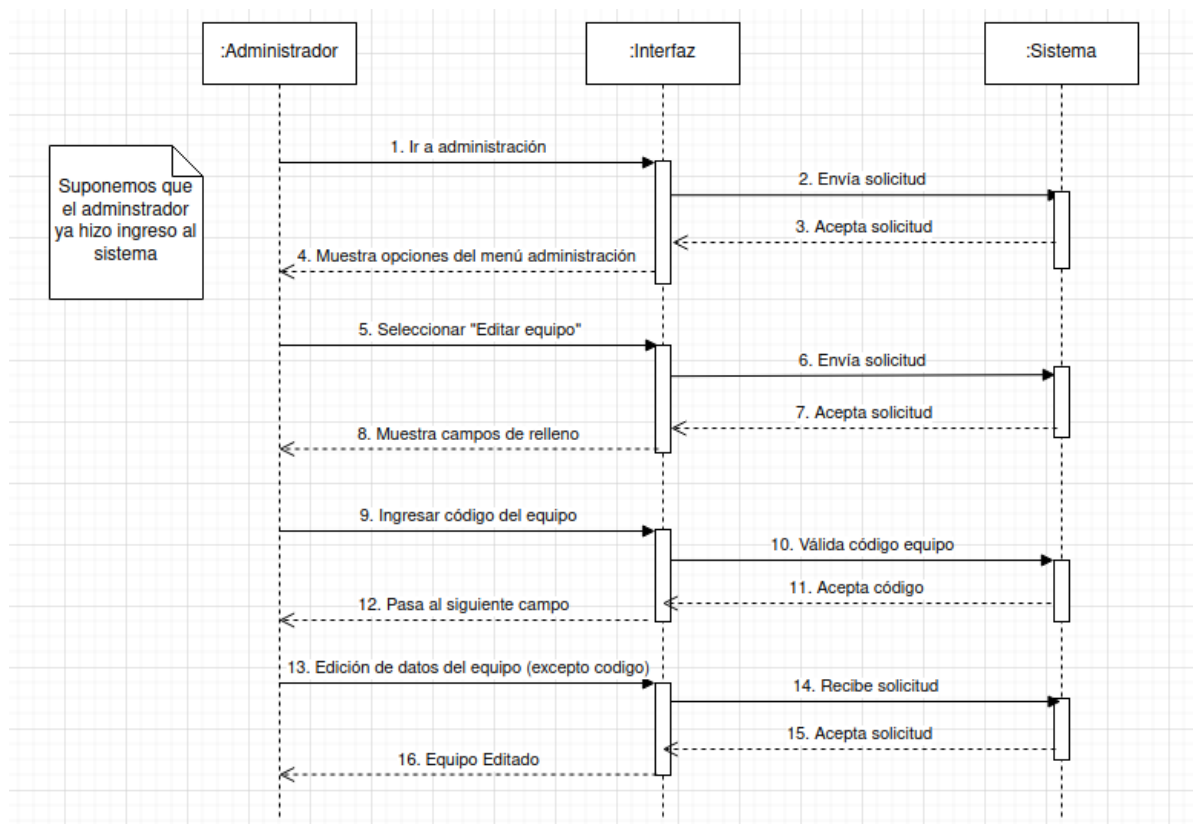 :Administrador
:Interfaz
:Sistema
1. Ir a administración
Suponemos que
el adminstrador
ya hizo ingreso al
sistema
2. Envía solicitud
3. Acepta solicitud
4. Muestra opciones del menú administración
5. Seleccionar "Editar equipo"
6. Envía solicitud
7. Acepta solicitud
8. Muestra campos de relleno
9. Ingresar código del equipo
10. Válida código equipo
11. Acepta código
12. Pasa al siguiente campo
13. Edición de datos del equipo (excepto codigo)
14. Recibe solicitud
15. Acepta solicitud
16. Equipo Editado